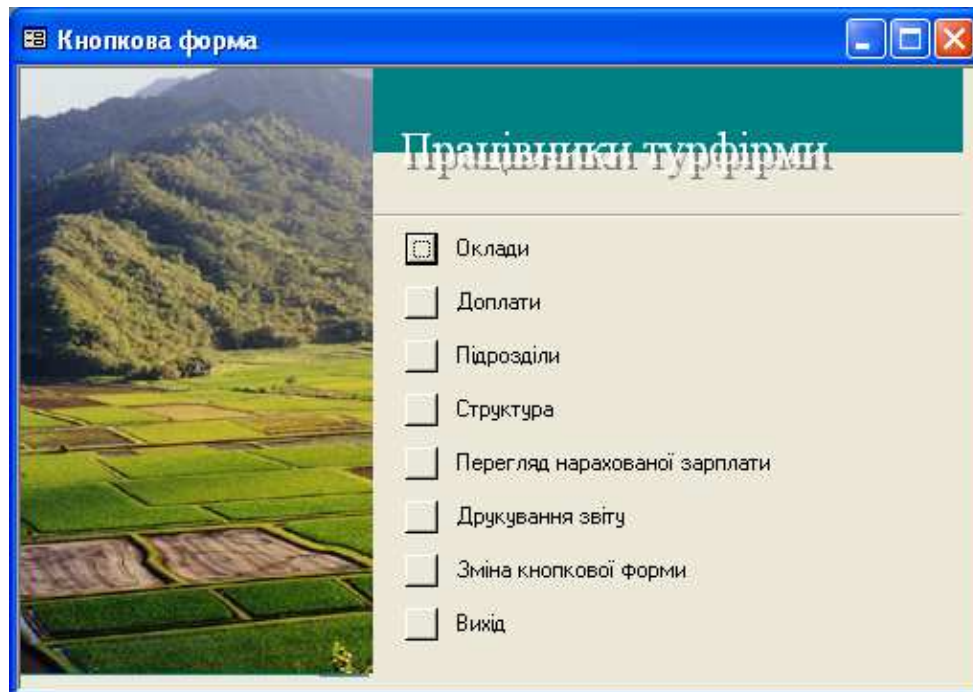 Кнопкова форма
Працівники турфірми
Оклади
Доплати
Підрозділи
Структура
Перегляд нарахованої зарплати
Друкування звіту
Зміна кнопкової форми
Вихід